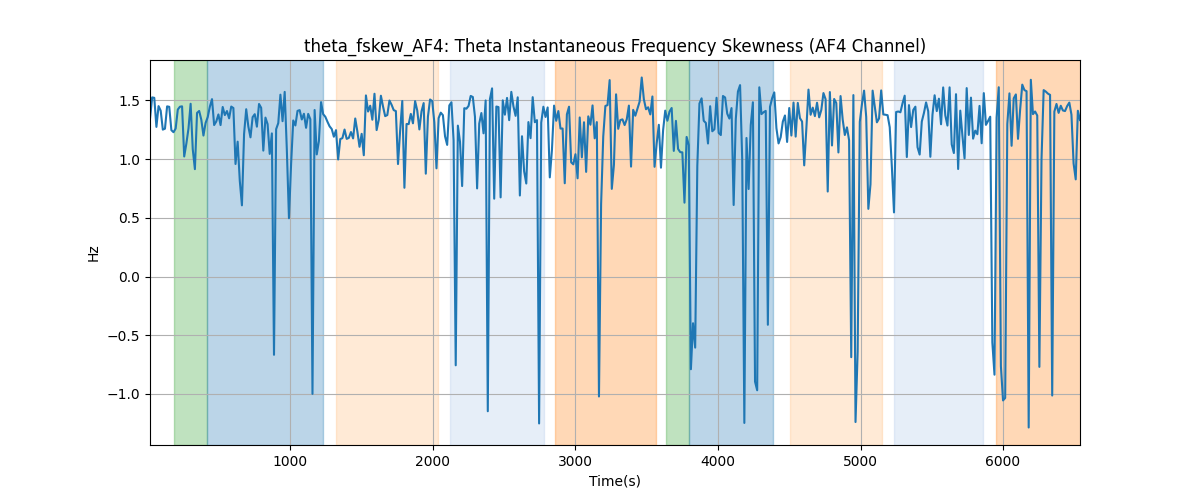 theta_fskew_AF4: Theta Instantaneous Frequency Skewness (AF4 Channel)
1.5
1.0
0.5
0.0
−0.5
−1.0
Hz
1000 2000 3000 4000 5000 6000
Time(s)